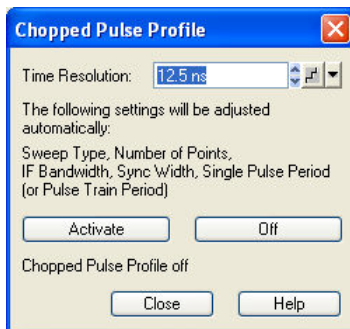 Chopped Pulse Profile
Time Resolution: 12.5 ns
The following settings will be adjusted
automatically:
Sweep Type, Number of Points,
IF Bandwidth, Sync Width, Single Pulse Period
(or Pulse Train Period)
Activate Off
Chopped Pulse Profile off
Close Help